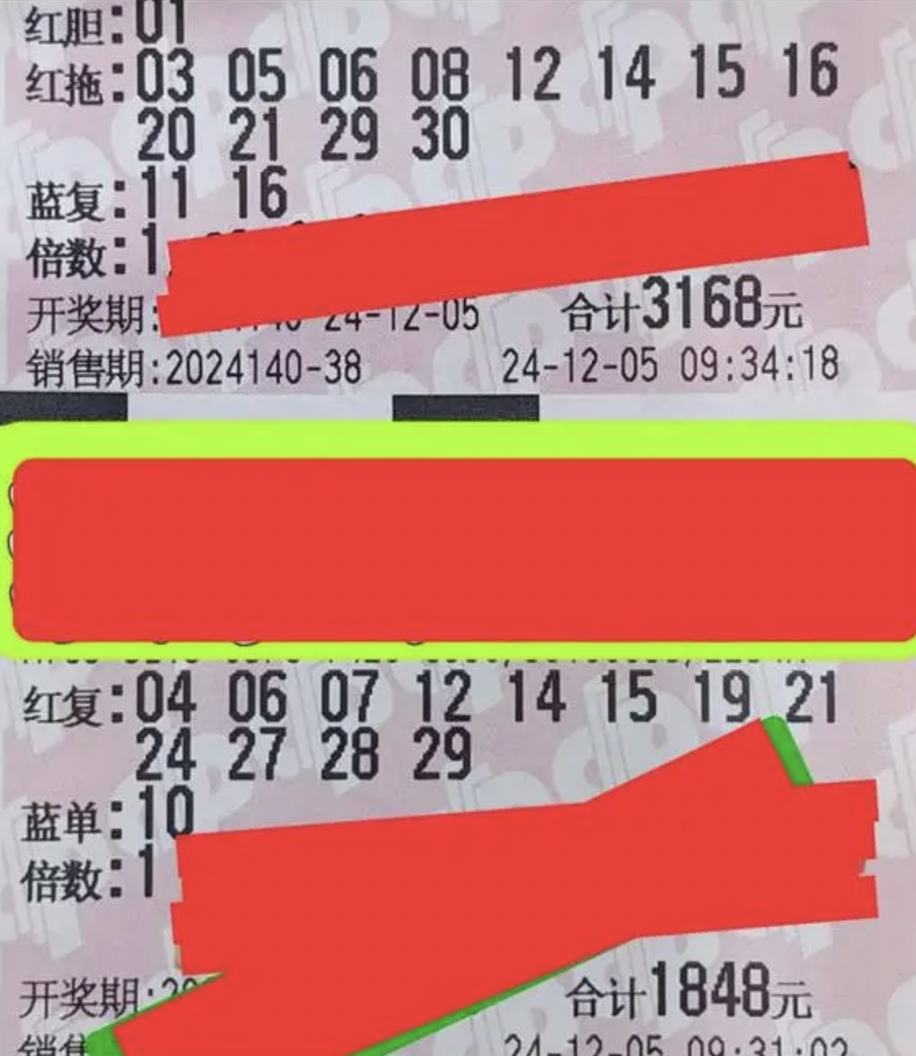 红胆:01
红拖:03 05 06 08 12 14 15 16
20 21 29 30
蓝复:11 16
倍数:1
开奖期: 24-12-05 合计3168元
销售期:2024140-38 24-12-05 09:34:18
红复:04 06 07 12 14 15 19 21
24 27 28 29
蓝单:10
倍数:1
开奖期:20 合计1848元
销售 24-12-05 09:31:02